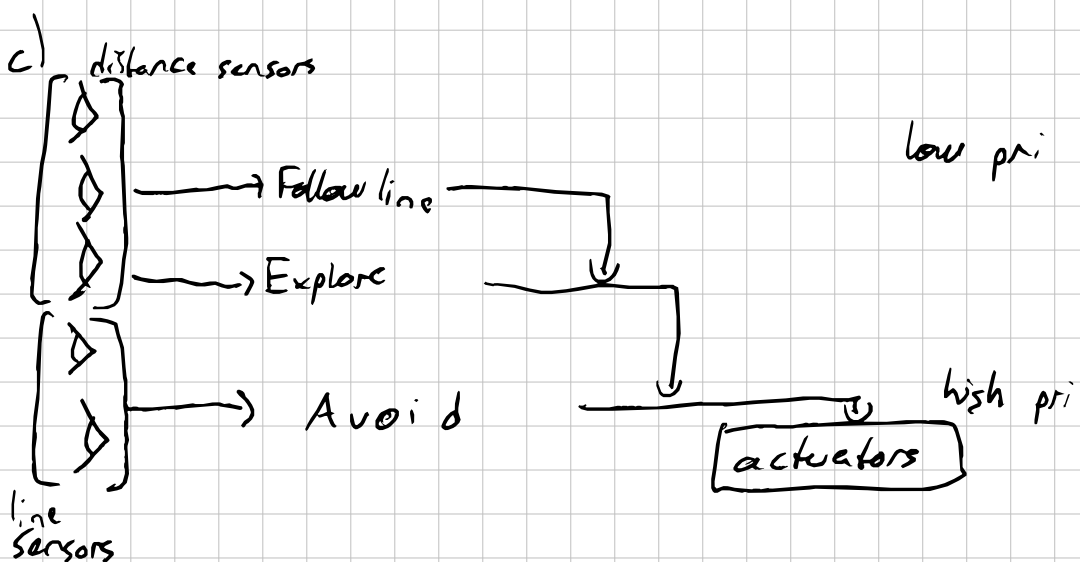 c)
distance sensors
low pri
Follow line
Explore
Avoid
high pri
actuators
line
sensors